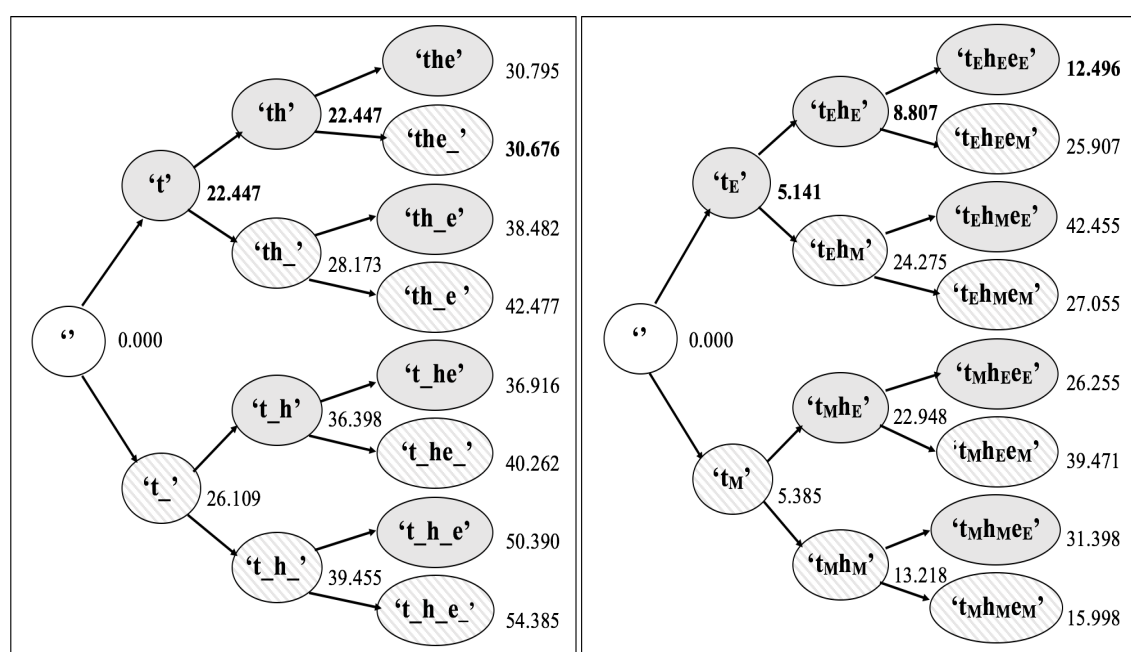 ‘the’
30.795
‘th’
22.447
‘the_’
30.676
‘t’
22.447
‘th_e’
38.482
‘th_’
28.173
‘th_e ’
42.477
‘’
0.000
‘t_he’
36.916
‘t_h’
36.398
‘t_he_’
40.262
‘t_’
26.109
‘t_h_e’
50.390
‘t_h_’
39.455
‘t_h_e_’
54.385
‘tEhEeE’
12.496
‘tEhE’
8.807
‘tEhEeM’
25.907
‘tE’
5.141
‘tEhMeE’
42.455
‘tEhM’
24.275
‘tEhMeM’
27.055
‘’
0.000
‘tMhEeE’
26.255
‘tMhE’
22.948
‘tMhEeM’
39.471
‘tM’
5.385
‘tMhMeE’
31.398
‘tMhM’
13.218
‘tMhMeM’
15.998